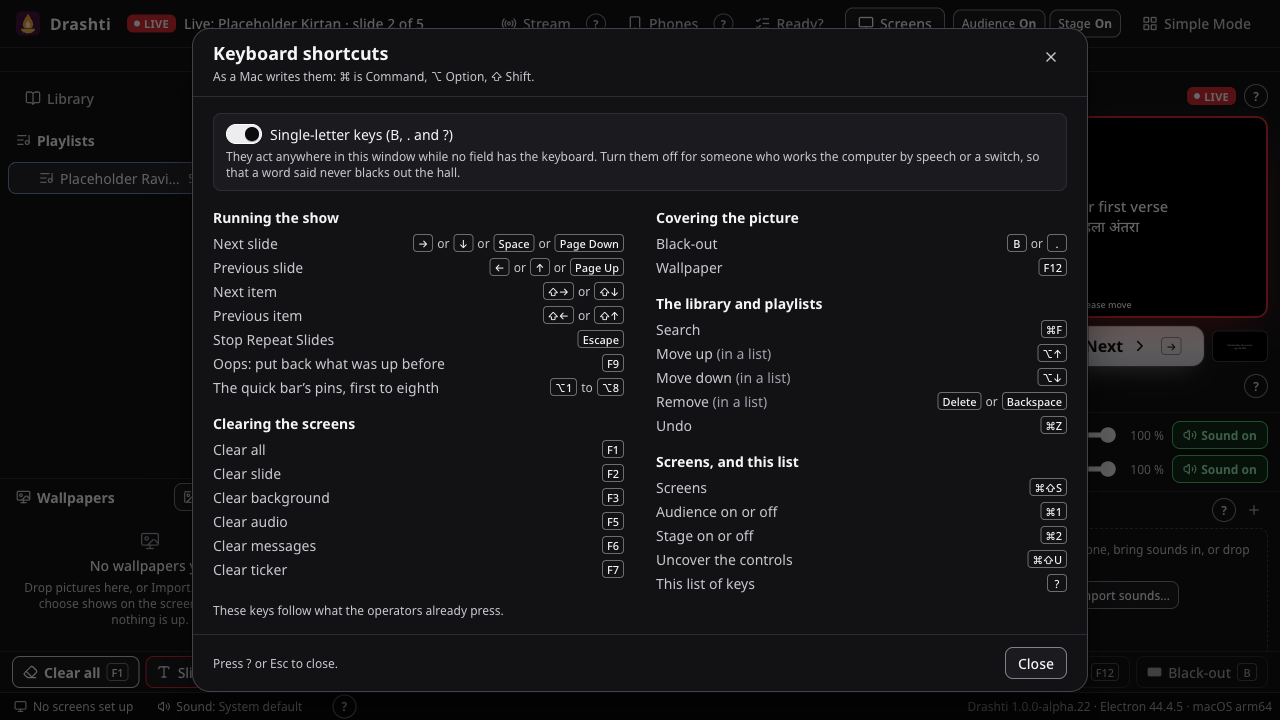 Drashti
LIVE
Live: Placeholder Kirtan · slide 2 of 5
Stream
?
Phones
?
Ready?
Screens
Audience On
Stage On
Simple Mode
Keyboard shortcuts
As a Mac writes them: ⌘ is Command, ⌥ Option, ⇧ Shift.
Single-letter keys (B, . and ?)
They act anywhere in this window while no field has the keyboard. Turn them off for someone who works the computer by speech or a switch, so
that a word said never blacks out the hall.
Running the show
Next slide → or ↓ or Space or Page Down
Previous slide ← or ↑ or Page Up
Next item ⇧→ or ⇧↓
Previous item ⇧← or ⇧↑
Stop Repeat Slides Escape
Oops: put back what was up before F9
The quick bar’s pins, first to eighth ⌥1 to ⌥8
Clearing the screens
Clear all F1
Clear slide F2
Clear background F3
Clear audio F5
Clear messages F6
Clear ticker F7
Covering the picture
Black-out B or .
Wallpaper F12
The library and playlists
Search ⌘F
Move up (in a list) ⌥↑
Move down (in a list) ⌥↓
Remove (in a list) Delete or Backspace
Undo ⌘Z
Screens, and this list
Screens ⌘⇧S
Audience on or off ⌘1
Stage on or off ⌘2
Uncover the controls ⌘⇧U
This list of keys ?
These keys follow what the operators already press.
Press ? or Esc to close.
Close
Library
Playlists
Placeholder Ravi...
Wallpapers
No wallpapers
Drop pictures here, or Import,
choose shows on the
nothing is up.
LIVE
?
first verse
अंतरा
move
Next →
?
100 % Sound on
100 % Sound on
?
bring sounds in, or drop
sounds...
Clear all F1
F12
Black-out B
No screens set up
Sound: System default
?
Drashti 1.0.0-alpha.22 · Electron 44.4.5 · macOS arm64